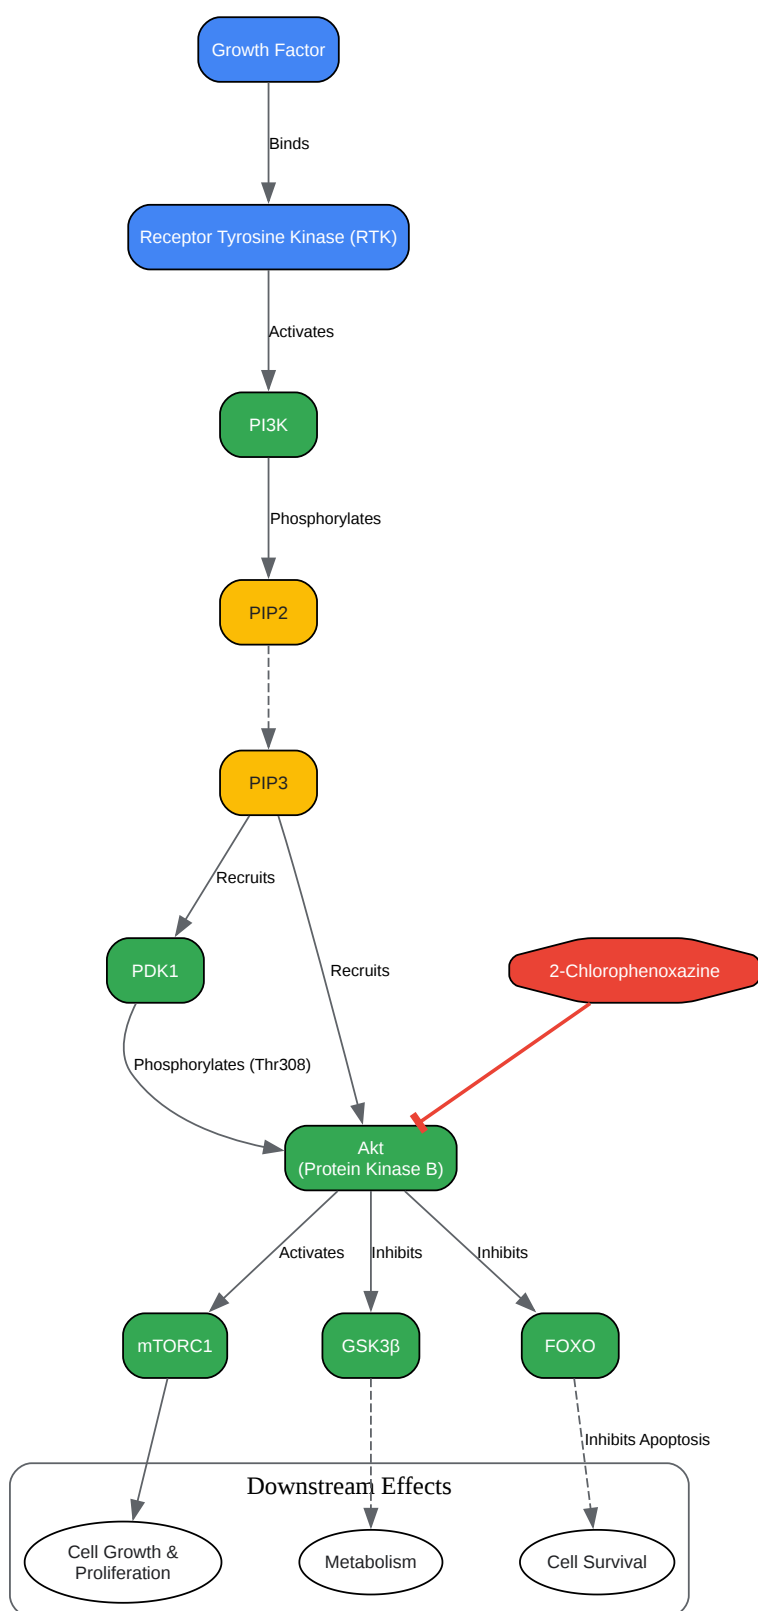 Growth Factor
Binds
Receptor Tyrosine Kinase (RTK)
Activates
PI3K
Phosphorylates
PIP2
PIP3
Recruits
PDK1
Recruits
2-Chlorophenoxazine
Phosphorylates (Thr308)
Akt
(Protein Kinase B)
Activates
Inhibits
Inhibits
mTORC1
GSK3β
FOXO
Inhibits Apoptosis
Downstream Effects
Cell Growth &
Proliferation
Metabolism
Cell Survival